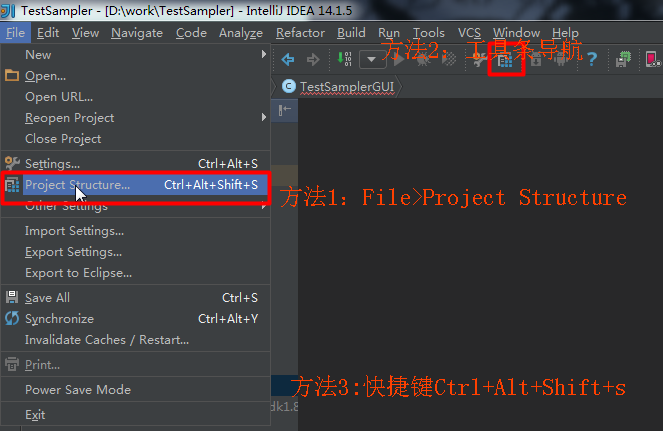 TestSampler - [D:\work\TestSampler] - IntelliJ IDEA 14.1.5
File Edit View Navigate Code Analyze Refactor Build Run Tools VCS Window Help
方法2: 工具条导航
New
Open...
TestSamplerGUI
Open URL...
Reopen Project
Close Project
Settings... Ctrl+Alt+S
Project Structure... Ctrl+Alt+Shift+S
方法1: File>Project Structure
Other Settings
Import Settings...
Export Settings...
Export to Eclipse...
Save All Ctrl+S
Synchronize Ctrl+Alt+Y
Invalidate Caches / Restart...
Print...
Power Save Mode
方法3:快捷键Ctrl+Alt+Shift+s
dk1.8
Exit